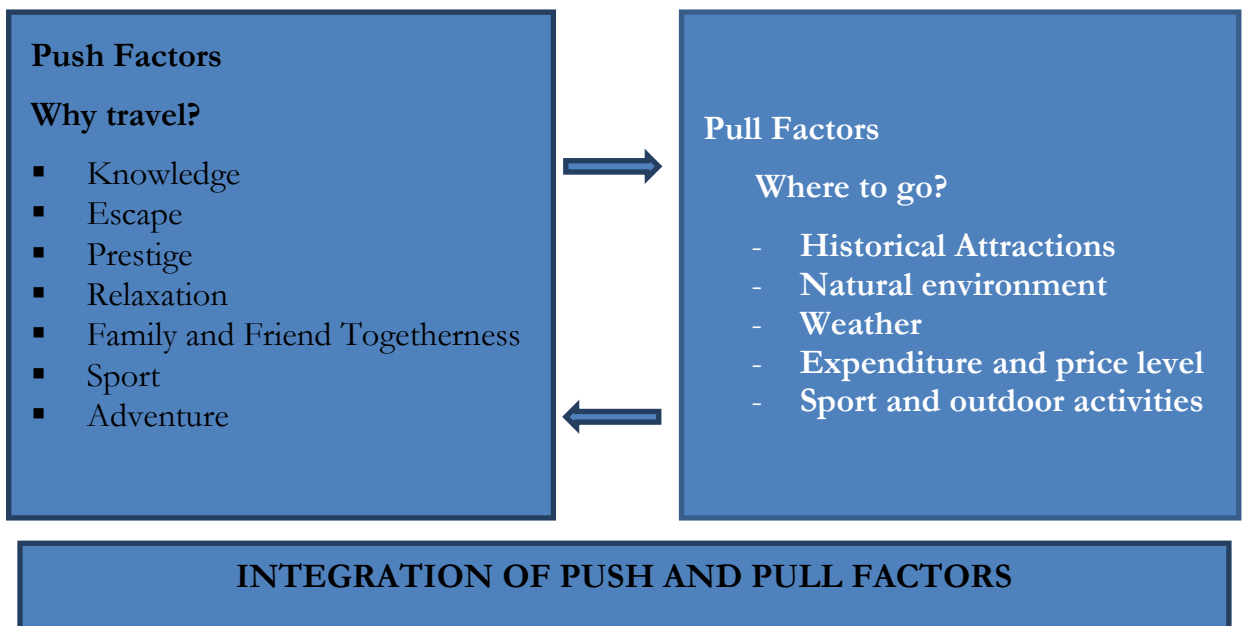 Push Factors
Why travel?
▪ Knowledge
▪ Escape
▪ Prestige
▪ Relaxation
▪ Family and Friend Togetherness
▪ Sport
▪ Adventure
Pull Factors
Where to go?
- Historical Attractions
- Natural environment
- Weather
- Expenditure and price level
- Sport and outdoor activities
INTEGRATION OF PUSH AND PULL FACTORS